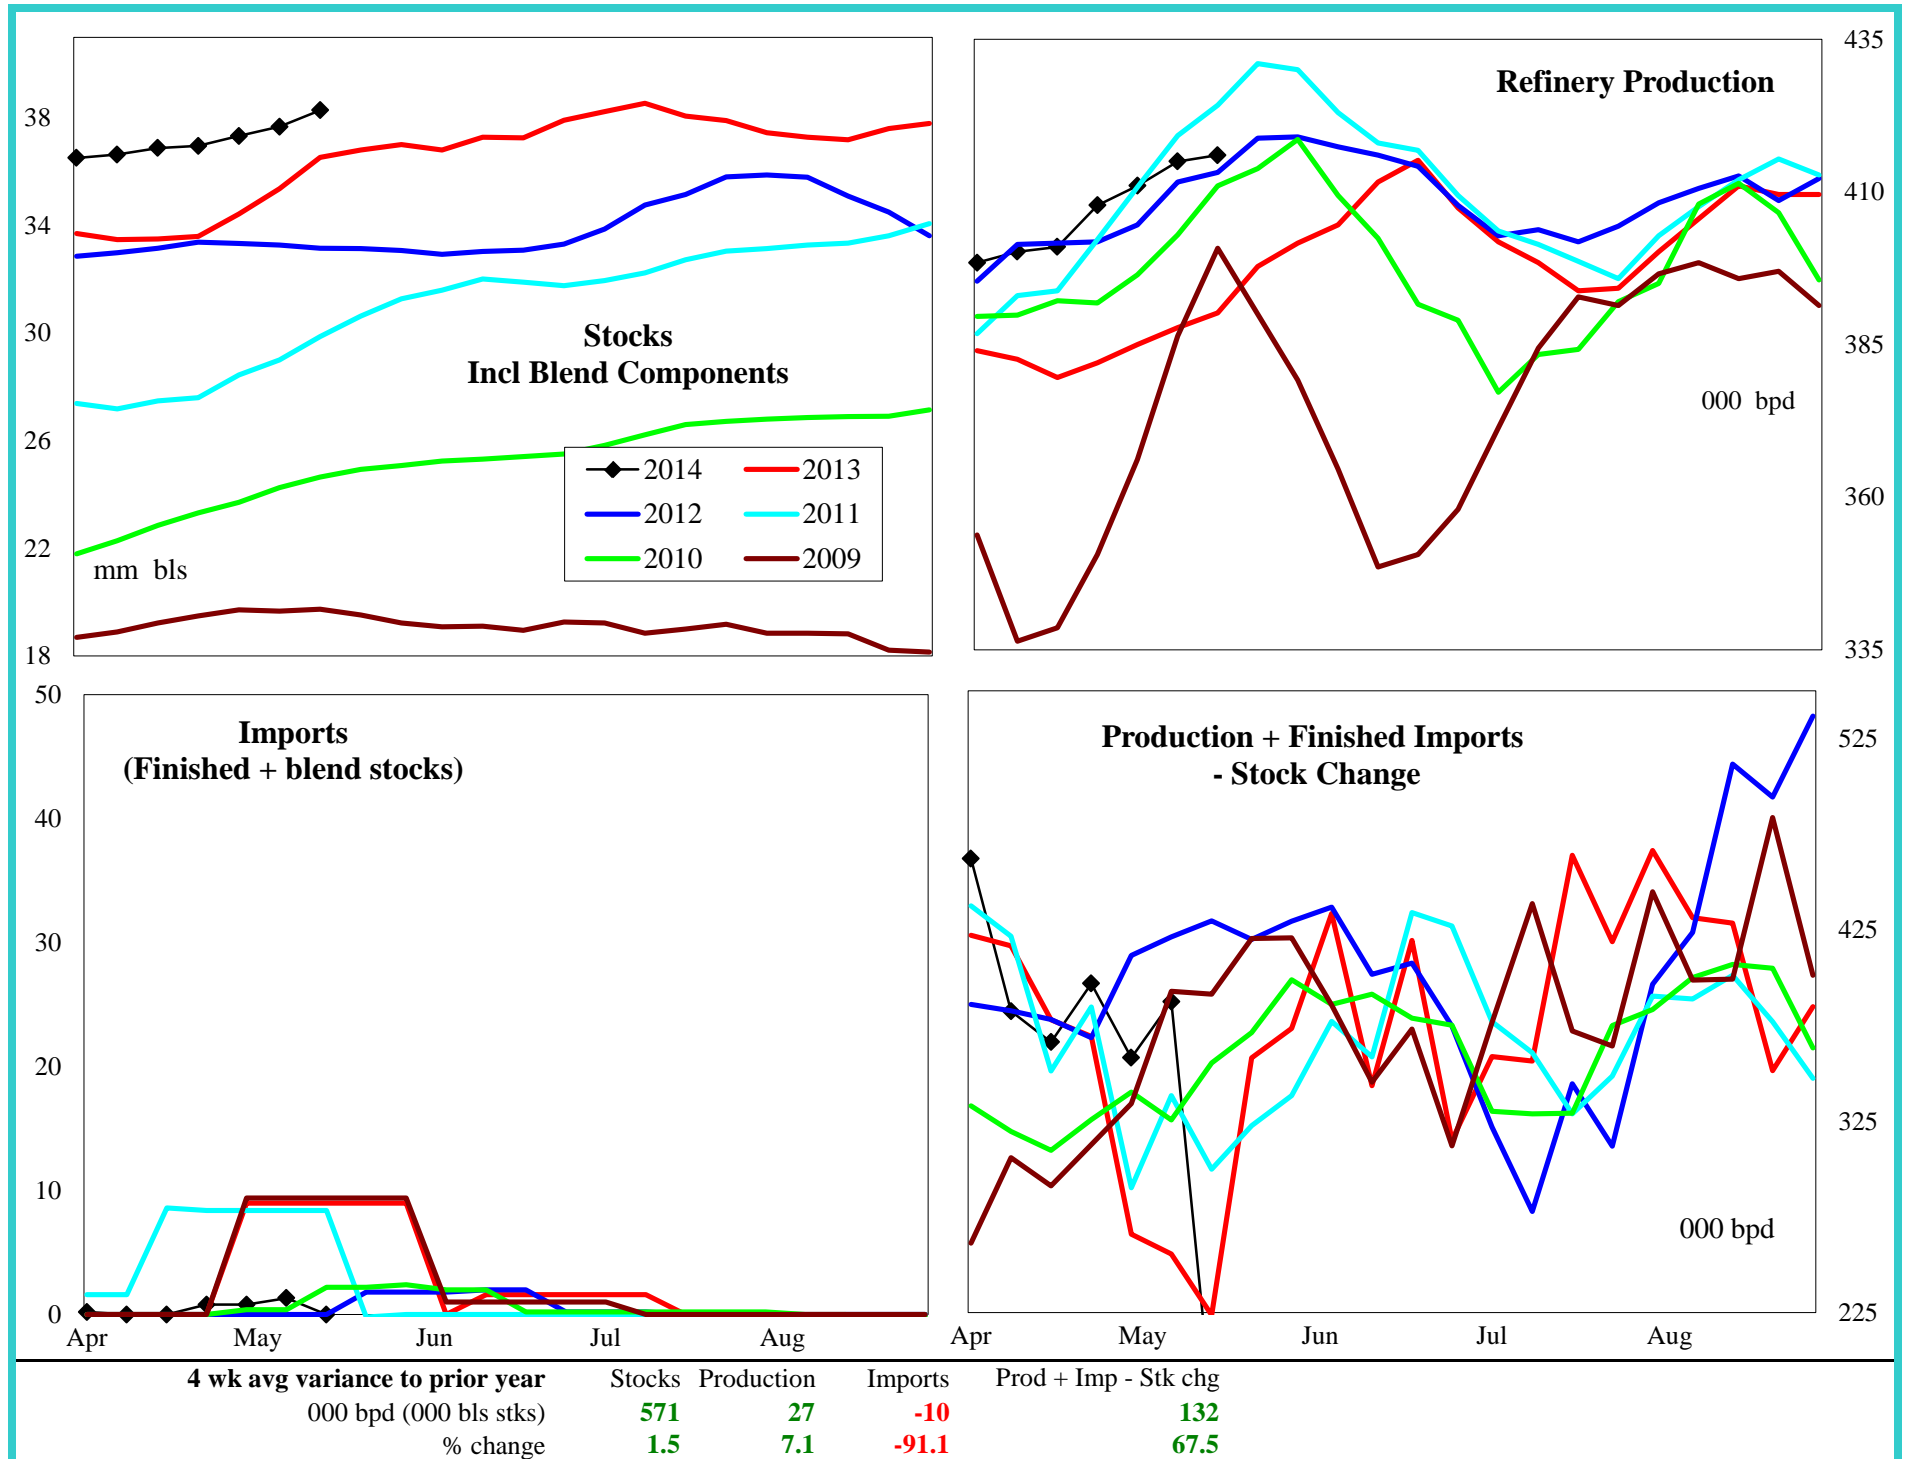 38
34
30
26
22
18
Stocks
Incl Blend Components
mm bls
2014 2013
2012 2011
2010 2009
Refinery Production
000 bpd
435
410
385
360
335
Imports
(Finished + blend stocks)
50
40
30
20
10
0
Apr May Jun Jul Aug
Production + Finished Imports
- Stock Change
000 bpd
525
425
325
225
Apr May Jun Jul Aug
4 wk avg variance to prior year Stocks Production Imports Prod + Imp - Stk chg
000 bpd (000 bls stks) 571 27 -10 132
% change 1.5 7.1 -91.1 67.5